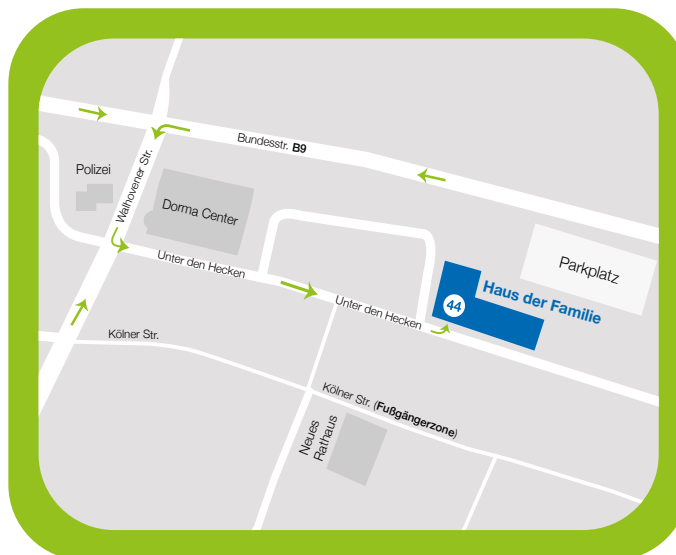 Bundesstr. B9
Polizei
Walhovener Str.
Dorma Center
Unter den Hecken
Parkplatz
Haus der Familie
44
Unter den Hecken
Kölner Str.
Kölner Str. (Fußgängerzone)
Neues
Rathaus